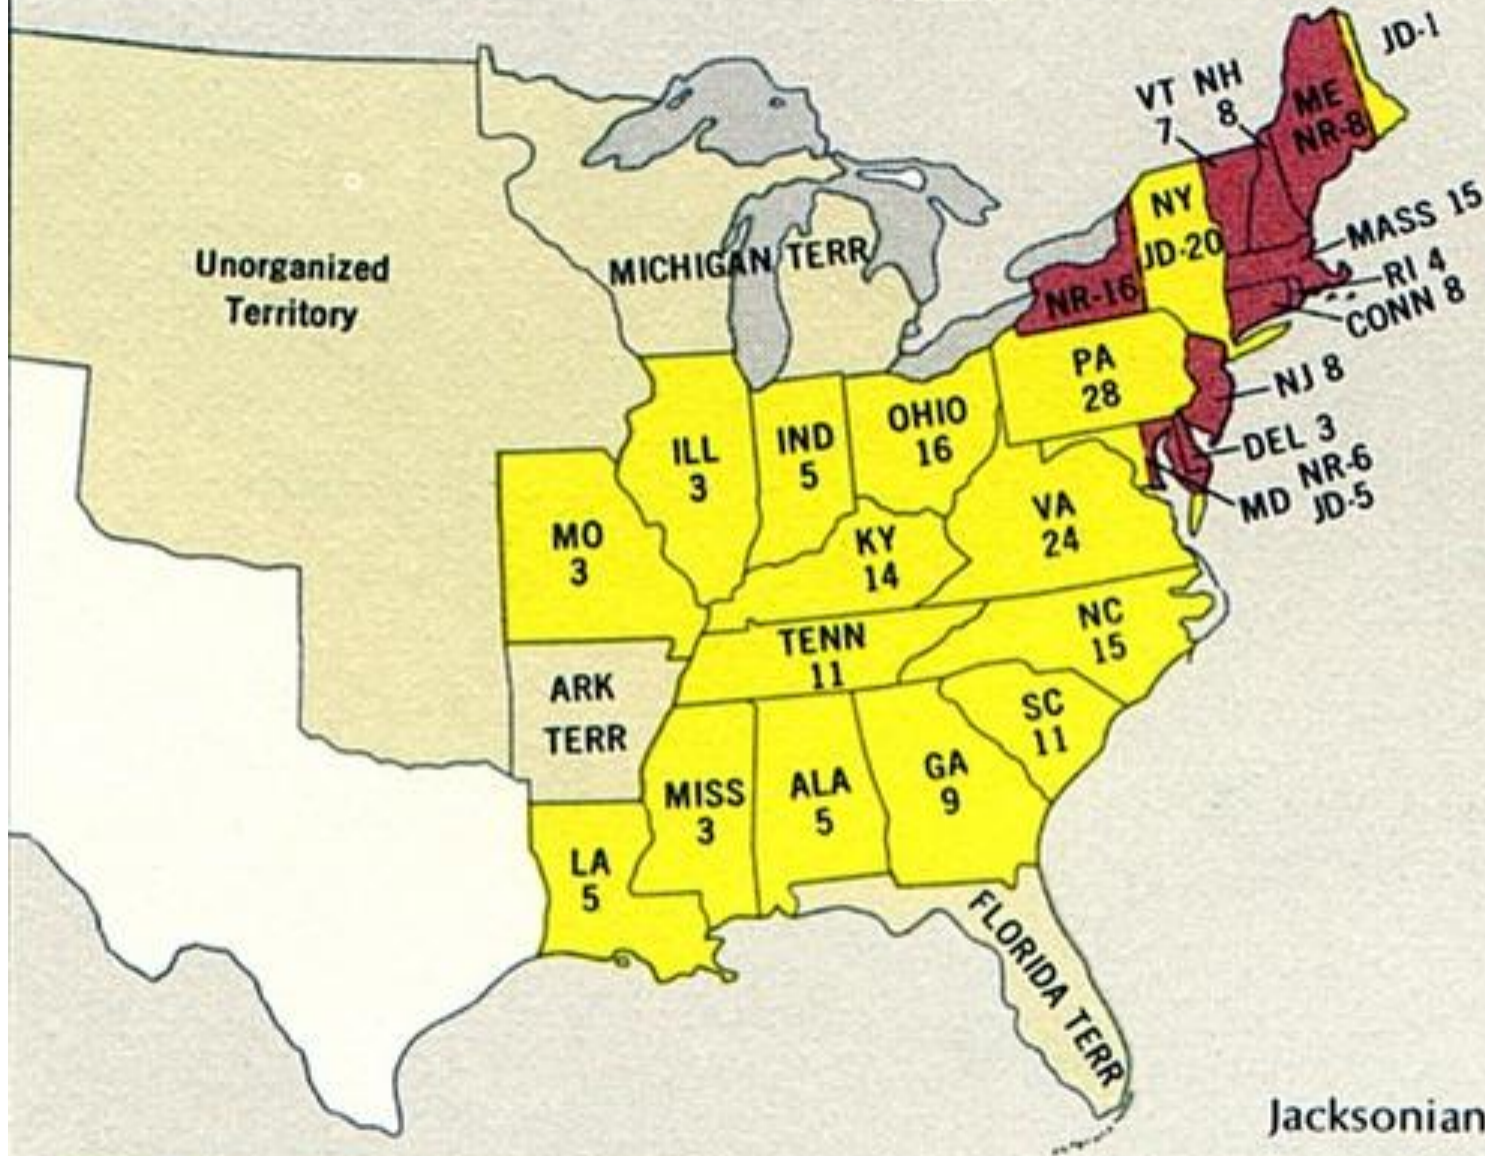 JD-1
VT NH
7 8
ME
NR-8
NY
JD-20
MASS 15
RI 4
CONN 8
NR-16
Unorganized
Territory
MICHIGAN TERR
PA
28
NJ 8
DEL 3
MD NR-6
JD-5
ILL
3
IND
5
OHIO
16
MO
3
KY
14
VA
24
TENN
11
NC
15
ARK
TERR
SC
11
MISS
3
ALA
5
GA
9
LA
5
FLORIDA TERR
Jacksonian